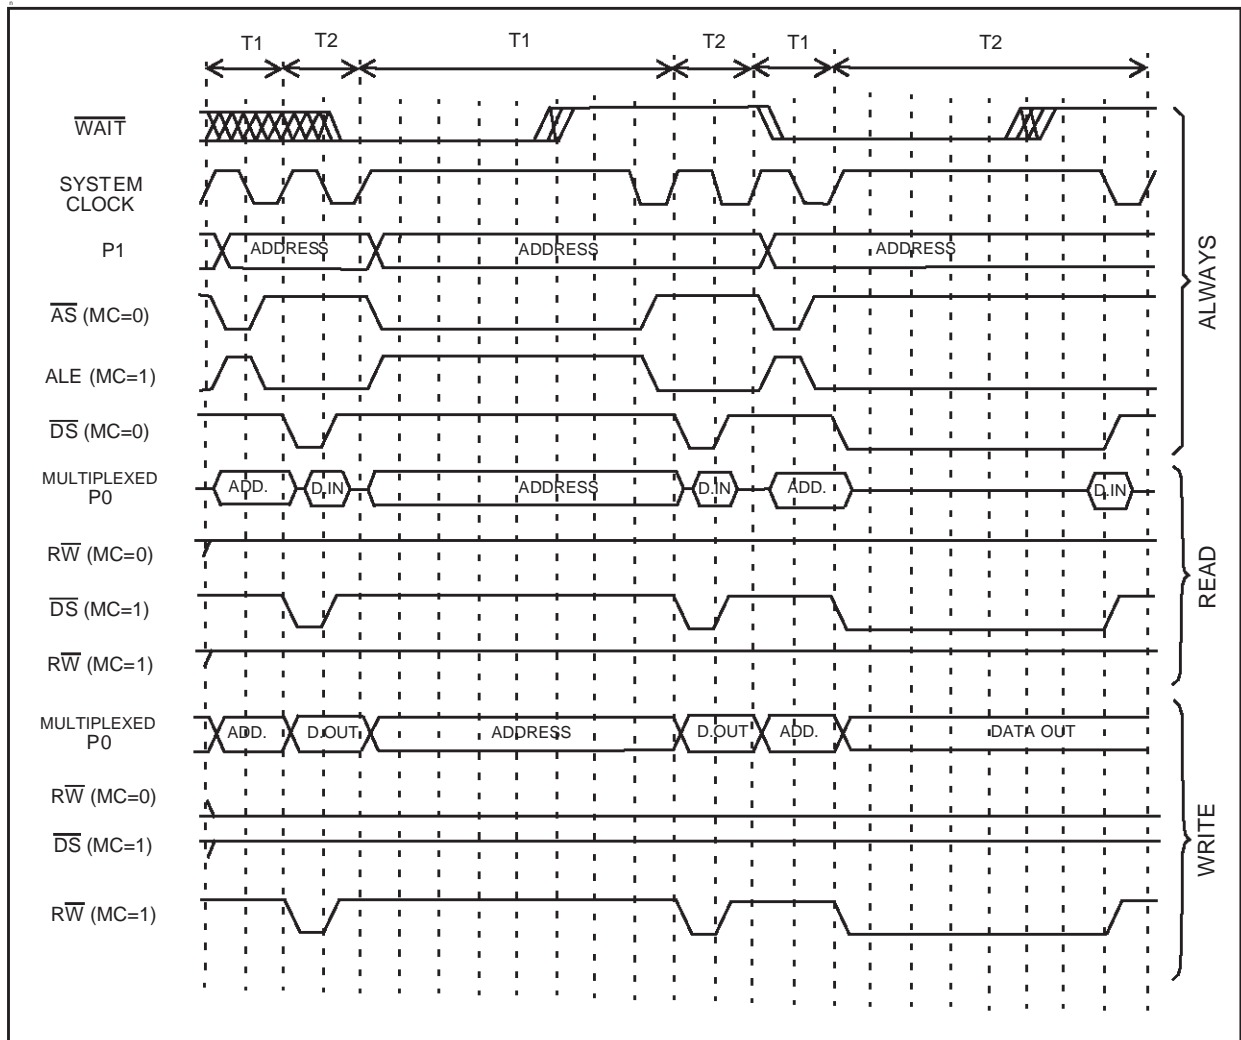 n
T1 T2 T1 T2 T1 T2
WAIT
SYSTEM
CLOCK
P1 ADDRESS ADDRESS ADDRESS
AS (MC=0)
ALE (MC=1)
DS (MC=0)
ALWAYS
MULTIPLEXED
P0 ADD. D.IN ADDRESS D.IN ADD. D.IN
RW (MC=0)
DS (MC=1)
RW (MC=1)
READ
MULTIPLEXED
P0 ADD. D.OUT ADDRESS D.OUT ADD. DATA OUT
RW (MC=0)
DS (MC=1)
RW (MC=1)
WRITE